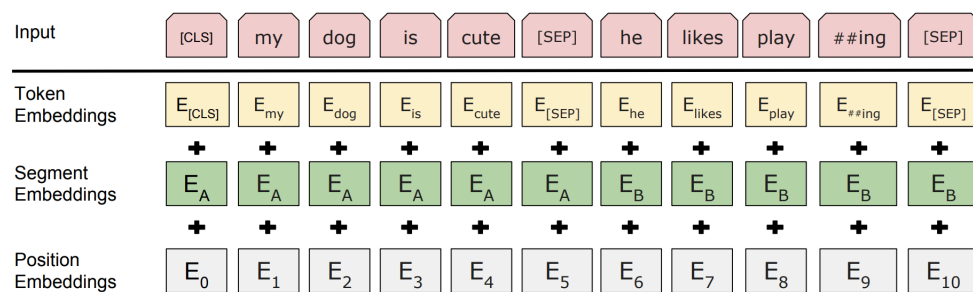 Input [CLS] my dog is cute [SEP] he likes play ##ing [SEP]
Token
Embeddings E[CLS] Emy Edog Eis Ecute E[SEP] Ehe Elikes Eplay E##ing E[SEP]
+ + + + + + + + + + +
Segment
Embeddings EA EA EA EA EA EA EB EB EB EB EB
+ + + + + + + + + + +
Position
Embeddings E0 E1 E2 E3 E4 E5 E6 E7 E8 E9 E10